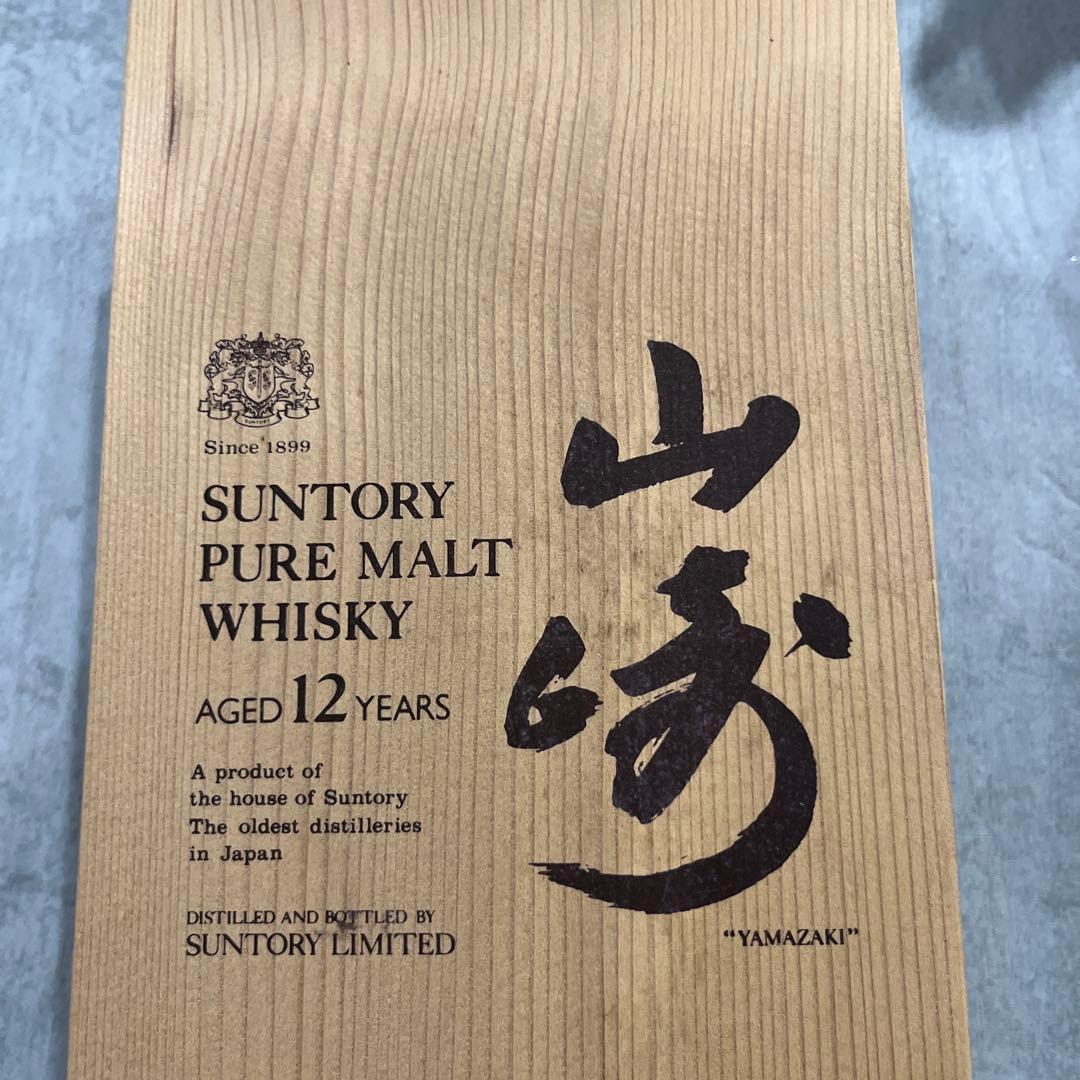 SUNTORY
Since 1899
SUNTORY
PURE MALT
WHISKY
AGED 12 YEARS
A product of
the house of Suntory
The oldest distilleries
in Japan
DISTILLED AND BOTTLED BY
SUNTORY LIMITED
山崎
"YAMAZAKI"